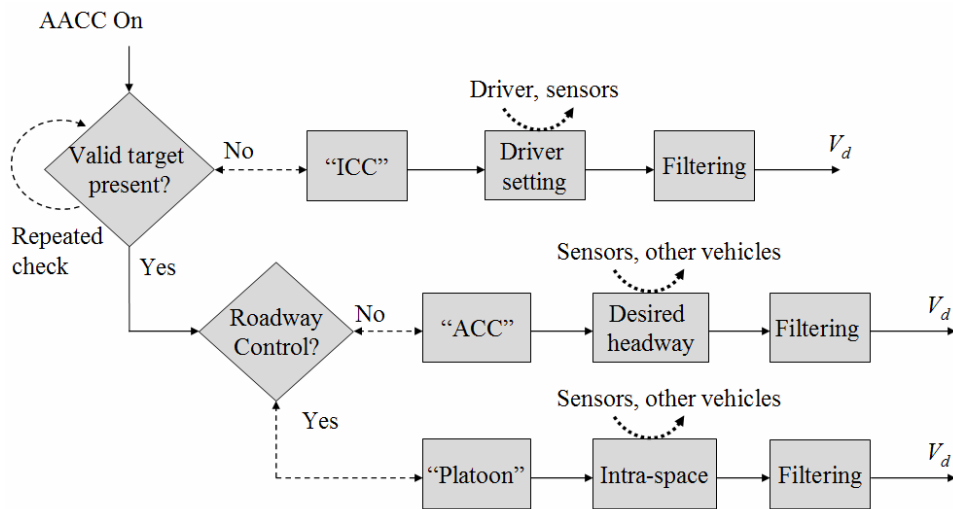 AACC On
Valid target
present?
Repeated
check
No
“ICC”
Driver, sensors
Driver
setting
Filtering
V_d
Yes
Roadway
Control?
No
“ACC”
Sensors, other vehicles
Desired
headway
Filtering
V_d
Yes
“Platoon”
Sensors, other vehicles
Intra-space
Filtering
V_d